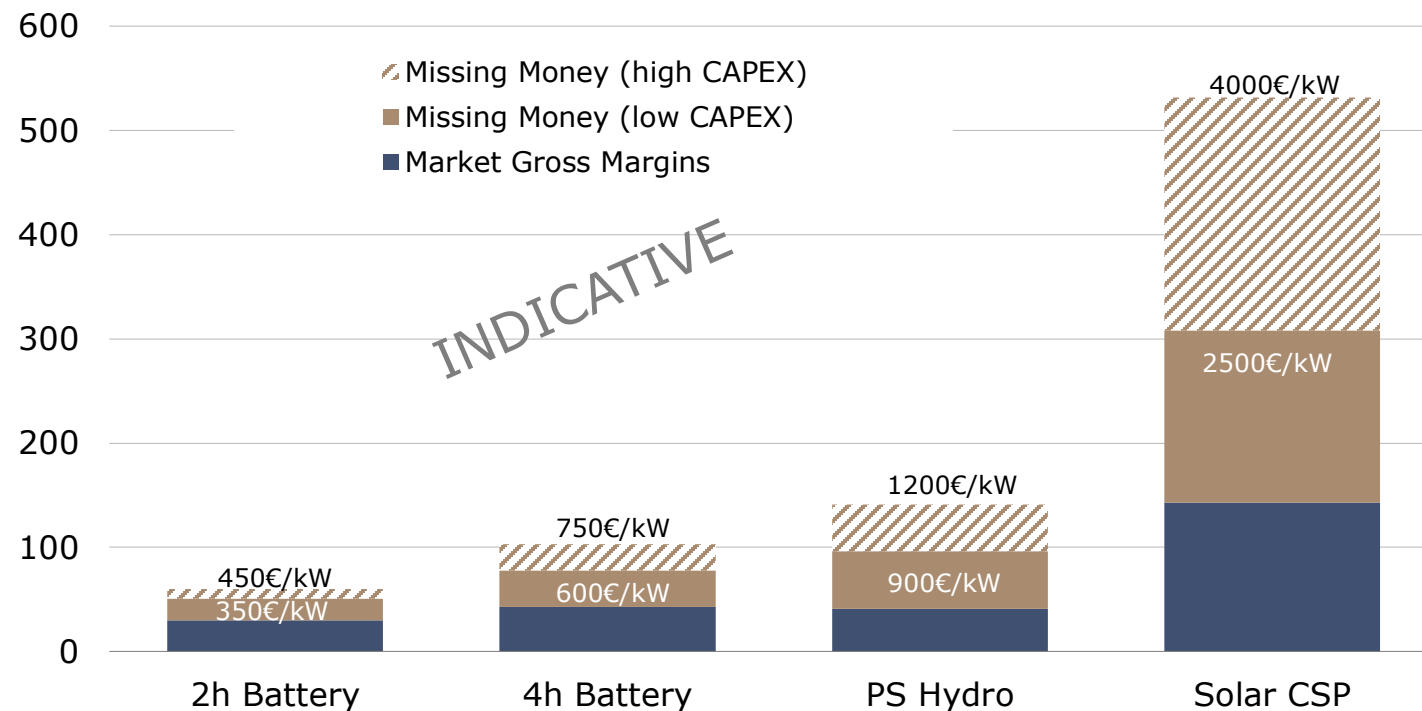 600
500
400
300
200
100
0
Missing Money (high CAPEX)
Missing Money (low CAPEX)
Market Gross Margins
INDICATIVE
450€/kW
350€/kW
750€/kW
600€/kW
1200€/kW
900€/kW
4000€/kW
2500€/kW
2h Battery
4h Battery
PS Hydro
Solar CSP